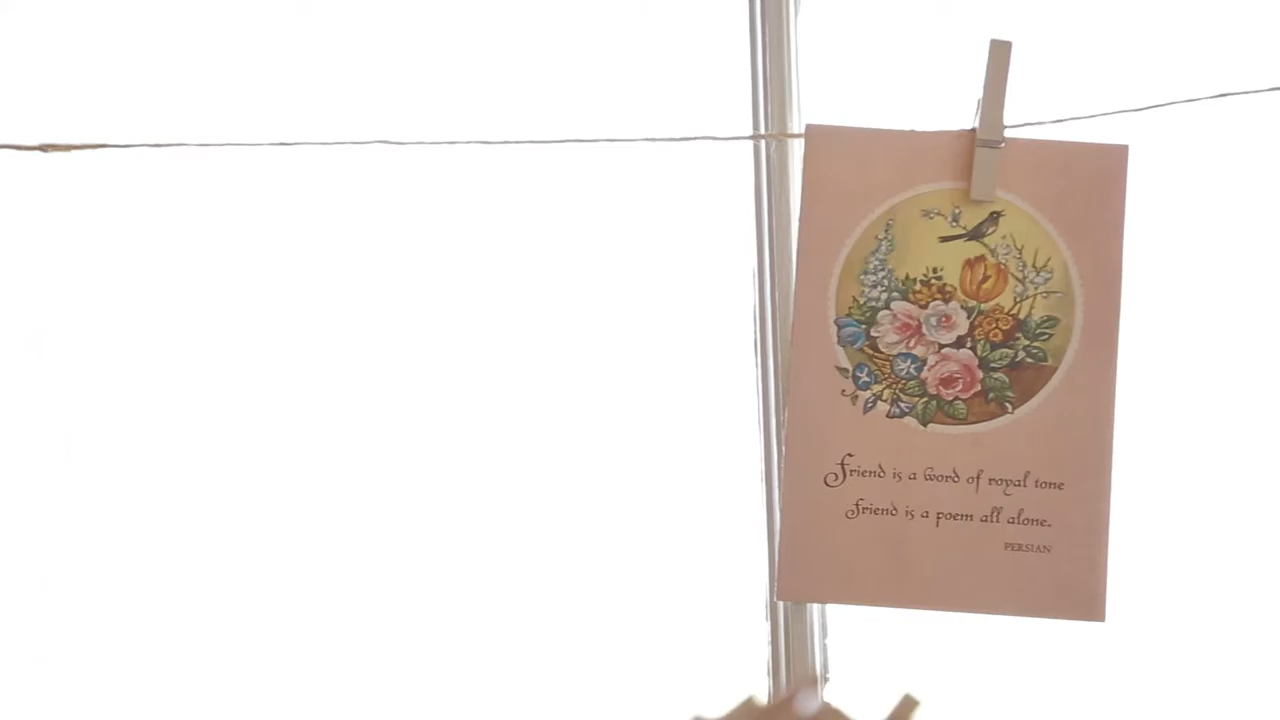 Friend is a word of royal tone
Friend is a poem all alone.
PERSIAN